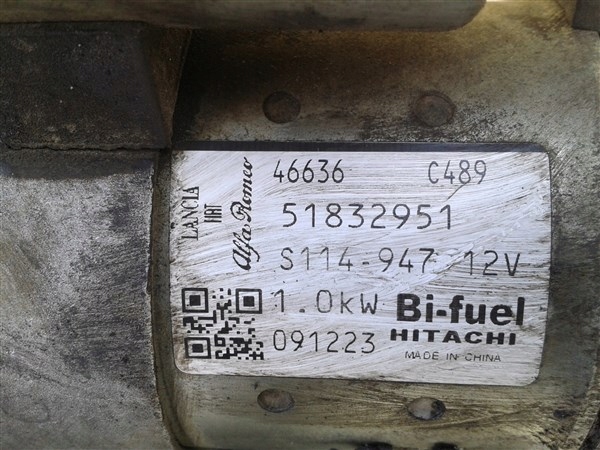 LANCIA
FIAT
Alfa Romeo
46636 C489
51832951
S114-947 12V
1.0kW Bi-fuel
091223 HITACHI
MADE IN CHINA